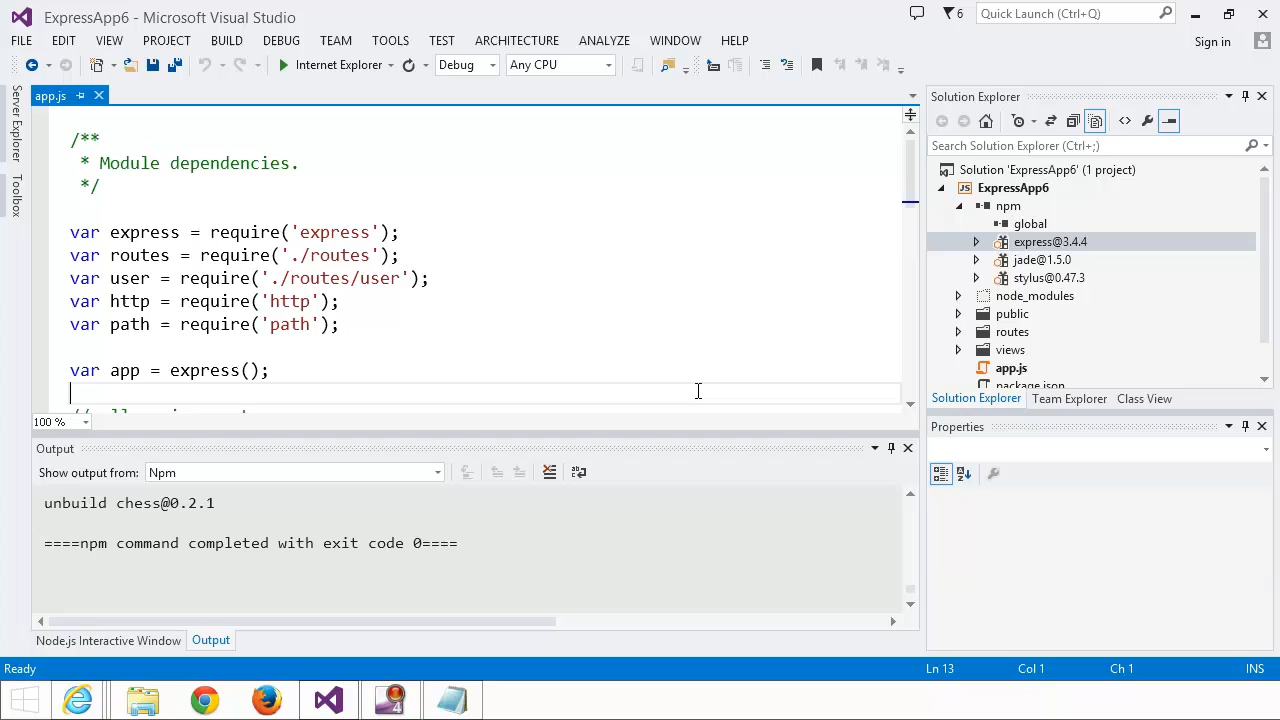 ExpressApp6 - Microsoft Visual Studio
6
Quick Launch (Ctrl+Q)
FILE EDIT VIEW PROJECT BUILD DEBUG TEAM TOOLS TEST ARCHITECTURE ANALYZE WINDOW HELP
Sign in
Internet Explorer
Debug
Any CPU
Server Explorer
Toolbox
app.js
/**
* Module dependencies.
*/
var express = require('express');
var routes = require('./routes');
var user = require('./routes/user');
var http = require('http');
var path = require('path');
var app = express();
100 %
Output
Show output from: Npm
unbuild chess@0.2.1
====npm command completed with exit code 0====
Node.js Interactive Window
Output
Solution Explorer
Search Solution Explorer (Ctrl+;)
Solution 'ExpressApp6' (1 project)
JS ExpressApp6
npm
global
express@3.4.4
jade@1.5.0
stylus@0.47.3
node_modules
public
routes
views
app.js
package.json
Solution Explorer Team Explorer Class View
Properties
Ready
Ln 13
Col 1
Ch 1
INS
4